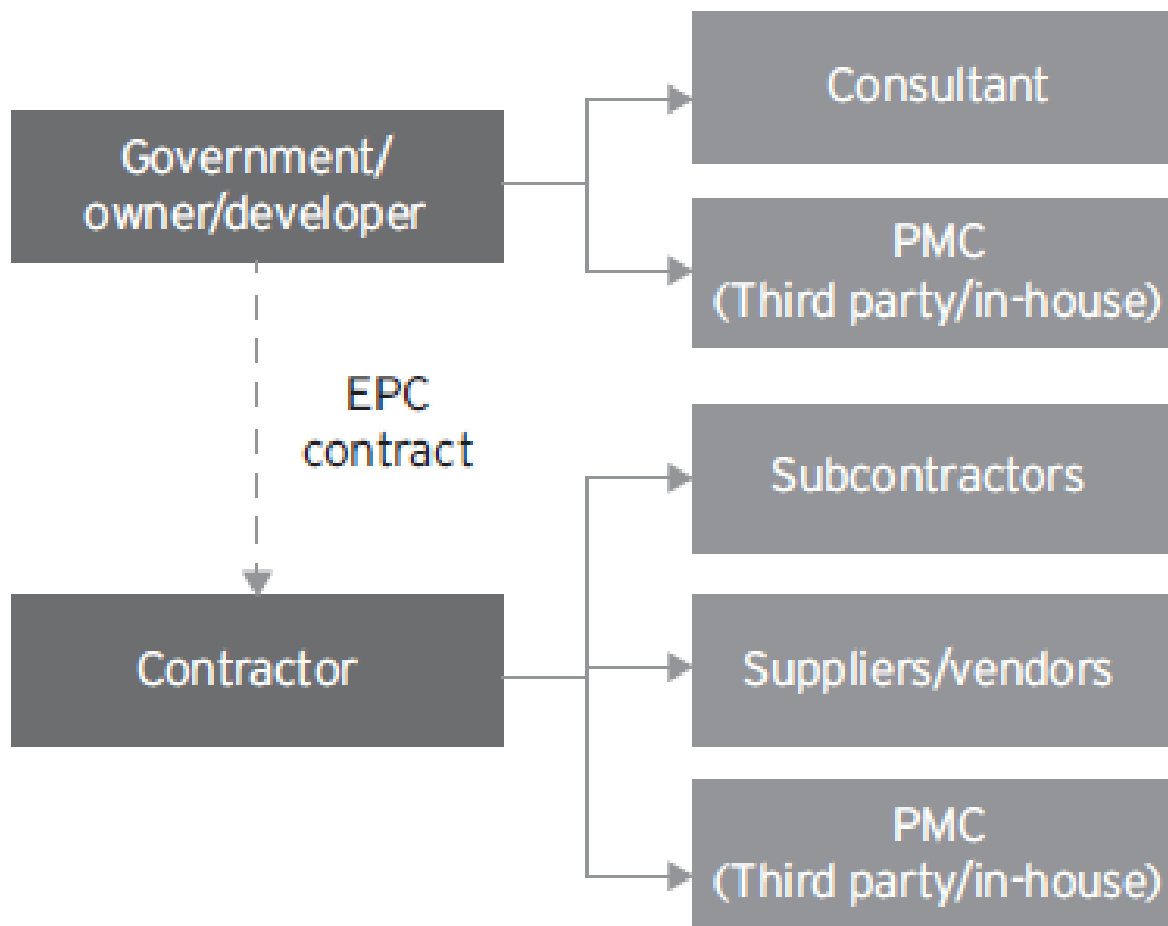 Consultant
Government/
owner/developer
PMC
(Third party/in-house)
EPC
contract
Subcontractors
Contractor
Suppliers/vendors
PMC
(Third party/in-house)